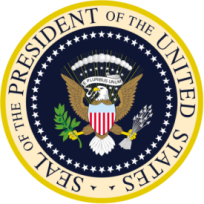 SEAL OF THE PRESIDENT OF THE UNITED STATES
E PLURIBUS UNUM